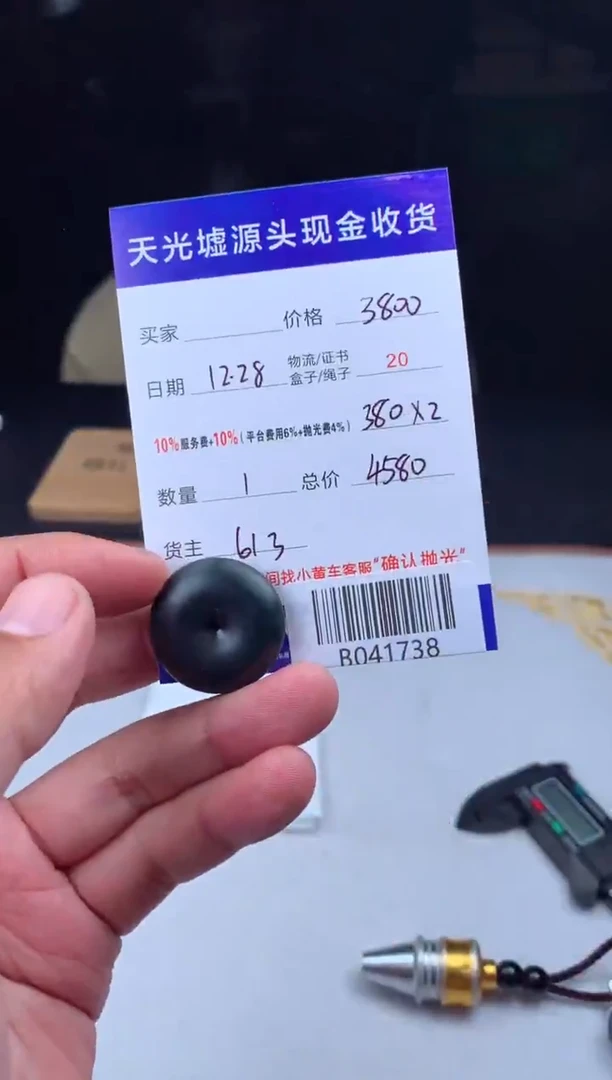 天光墟源头现金收货
买家 价格 3800
日期 12.28 物流/证书 盒子/绳子 20
10%服务费+10%(平台费用6%+抛光费4%) 380×2
数量 1 总价 4580
货主 613
间找小黄车客服"确认抛光"
B041738